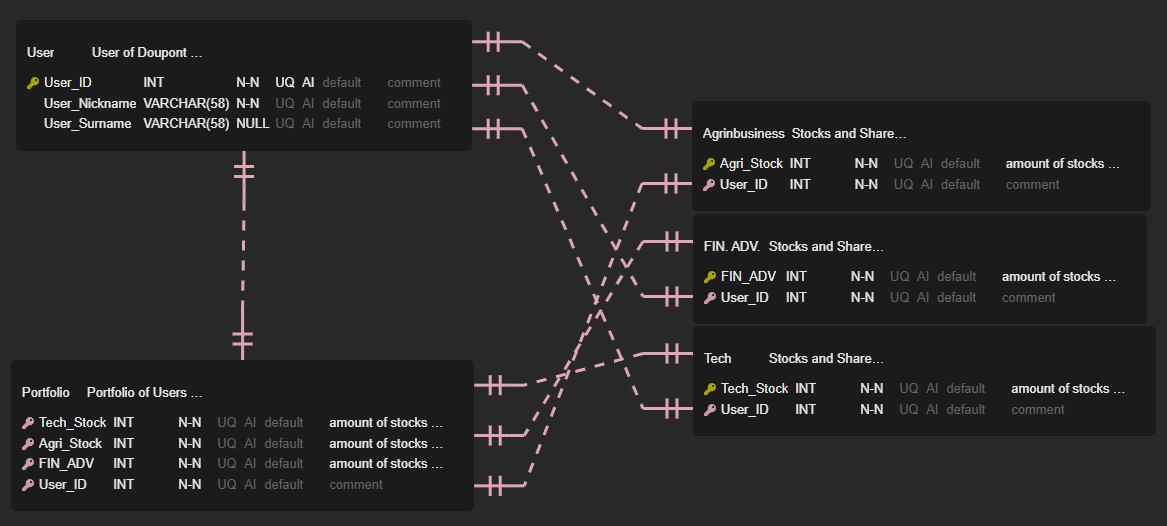 User User of Doupont ...
User_ID INT N-N UQ AI default comment
User_Nickname VARCHAR(58) N-N UQ AI default comment
User_Surname VARCHAR(58) NULL UQ AI default comment
Agrinbusiness Stocks and Share...
Agri_Stock INT N-N UQ AI default amount of stocks ...
User_ID INT N-N UQ AI default comment
FIN. ADV. Stocks and Share...
FIN_ADV INT N-N UQ AI default amount of stocks ...
User_ID INT N-N UQ AI default comment
Tech Stocks and Share...
Tech_Stock INT N-N UQ AI default amount of stocks ...
User_ID INT N-N UQ AI default comment
Portfolio Portfolio of Users ...
Tech_Stock INT N-N UQ AI default amount of stocks ...
Agri_Stock INT N-N UQ AI default amount of stocks ...
FIN_ADV INT N-N UQ AI default amount of stocks ...
User_ID INT N-N UQ AI default comment